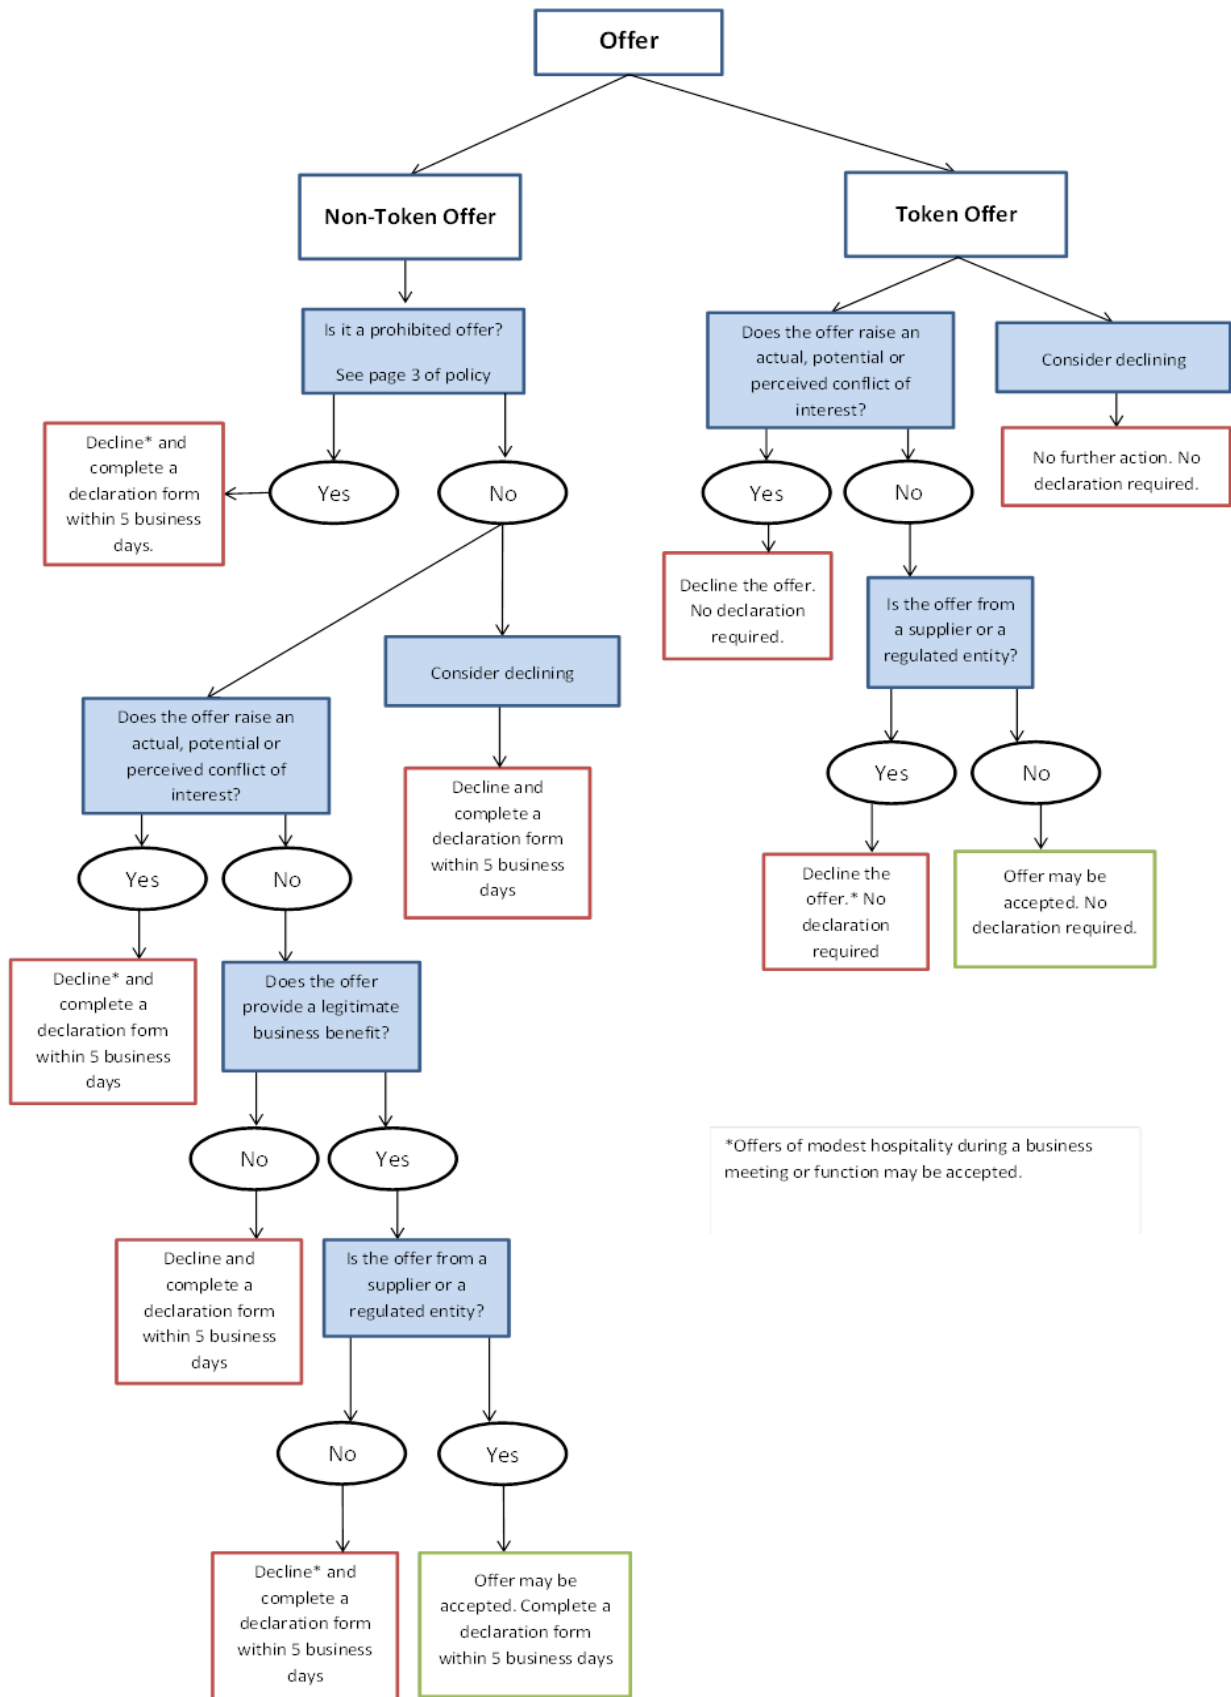 Offer
Non-Token Offer
Token Offer
Is it a prohibited offer?
See page 3 of policy
Does the offer raise an
actual, potential or
perceived conflict of
interest?
Consider declining
Decline* and
complete a
declaration form
within 5 business
days.
Yes
No
Yes
No
No further action. No
declaration required.
Decline the offer.
No declaration
required.
Is the offer from
a supplier or a
regulated entity?
Consider declining
Does the offer raise an
actual, potential or
perceived conflict of
interest?
Yes
No
Decline and
complete a
declaration form
within 5 business
days
Yes
No
Decline the
offer.* No
declaration
required
Offer may be
accepted. No
declaration required.
Decline* and
complete a
declaration form
within 5 business
days
Does the offer
provide a legitimate
business benefit?
No
Yes
*Offers of modest hospitality during a business
meeting or function may be accepted.
Decline and
complete a
declaration form
within 5 business
days
Is the offer from a
supplier or a
regulated entity?
No
Yes
Decline* and
complete a
declaration form
within 5 business
days
Offer may be
accepted. Complete a
declaration form
within 5 business days